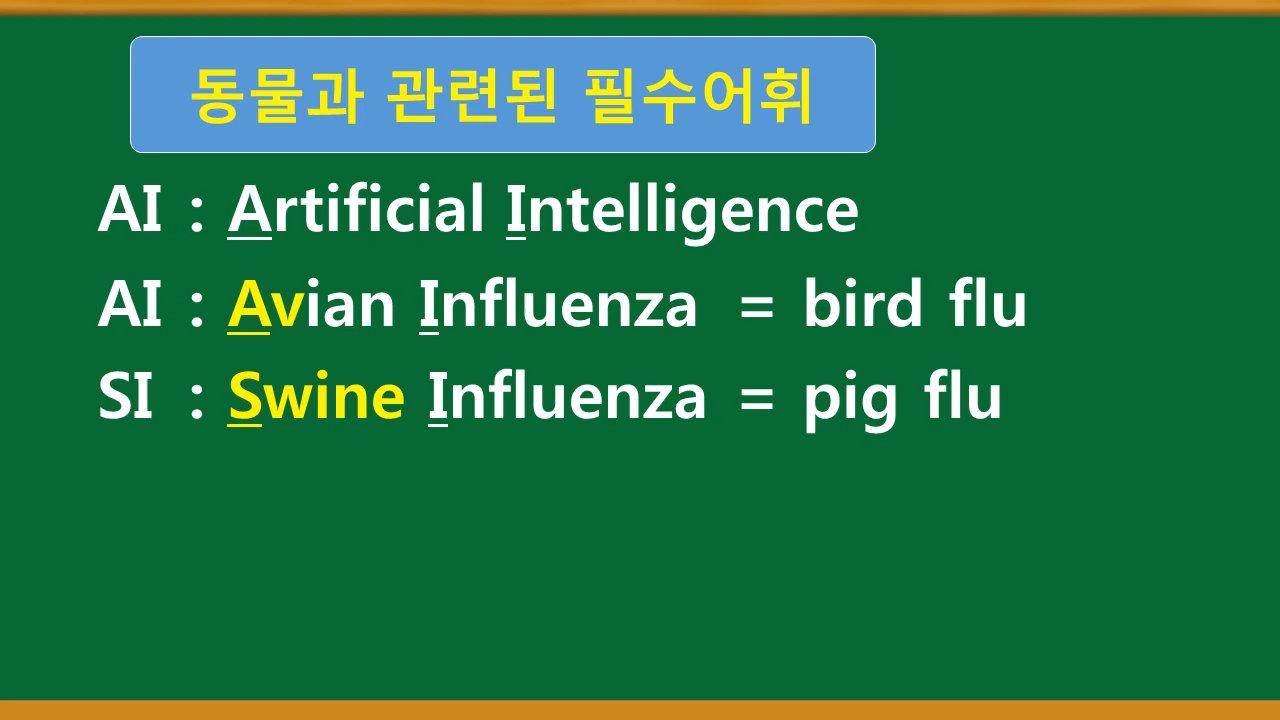 동물과 관련된 필수어휘
AI : Artificial Intelligence
AI : Avian Influenza = bird flu
SI : Swine Influenza = pig flu